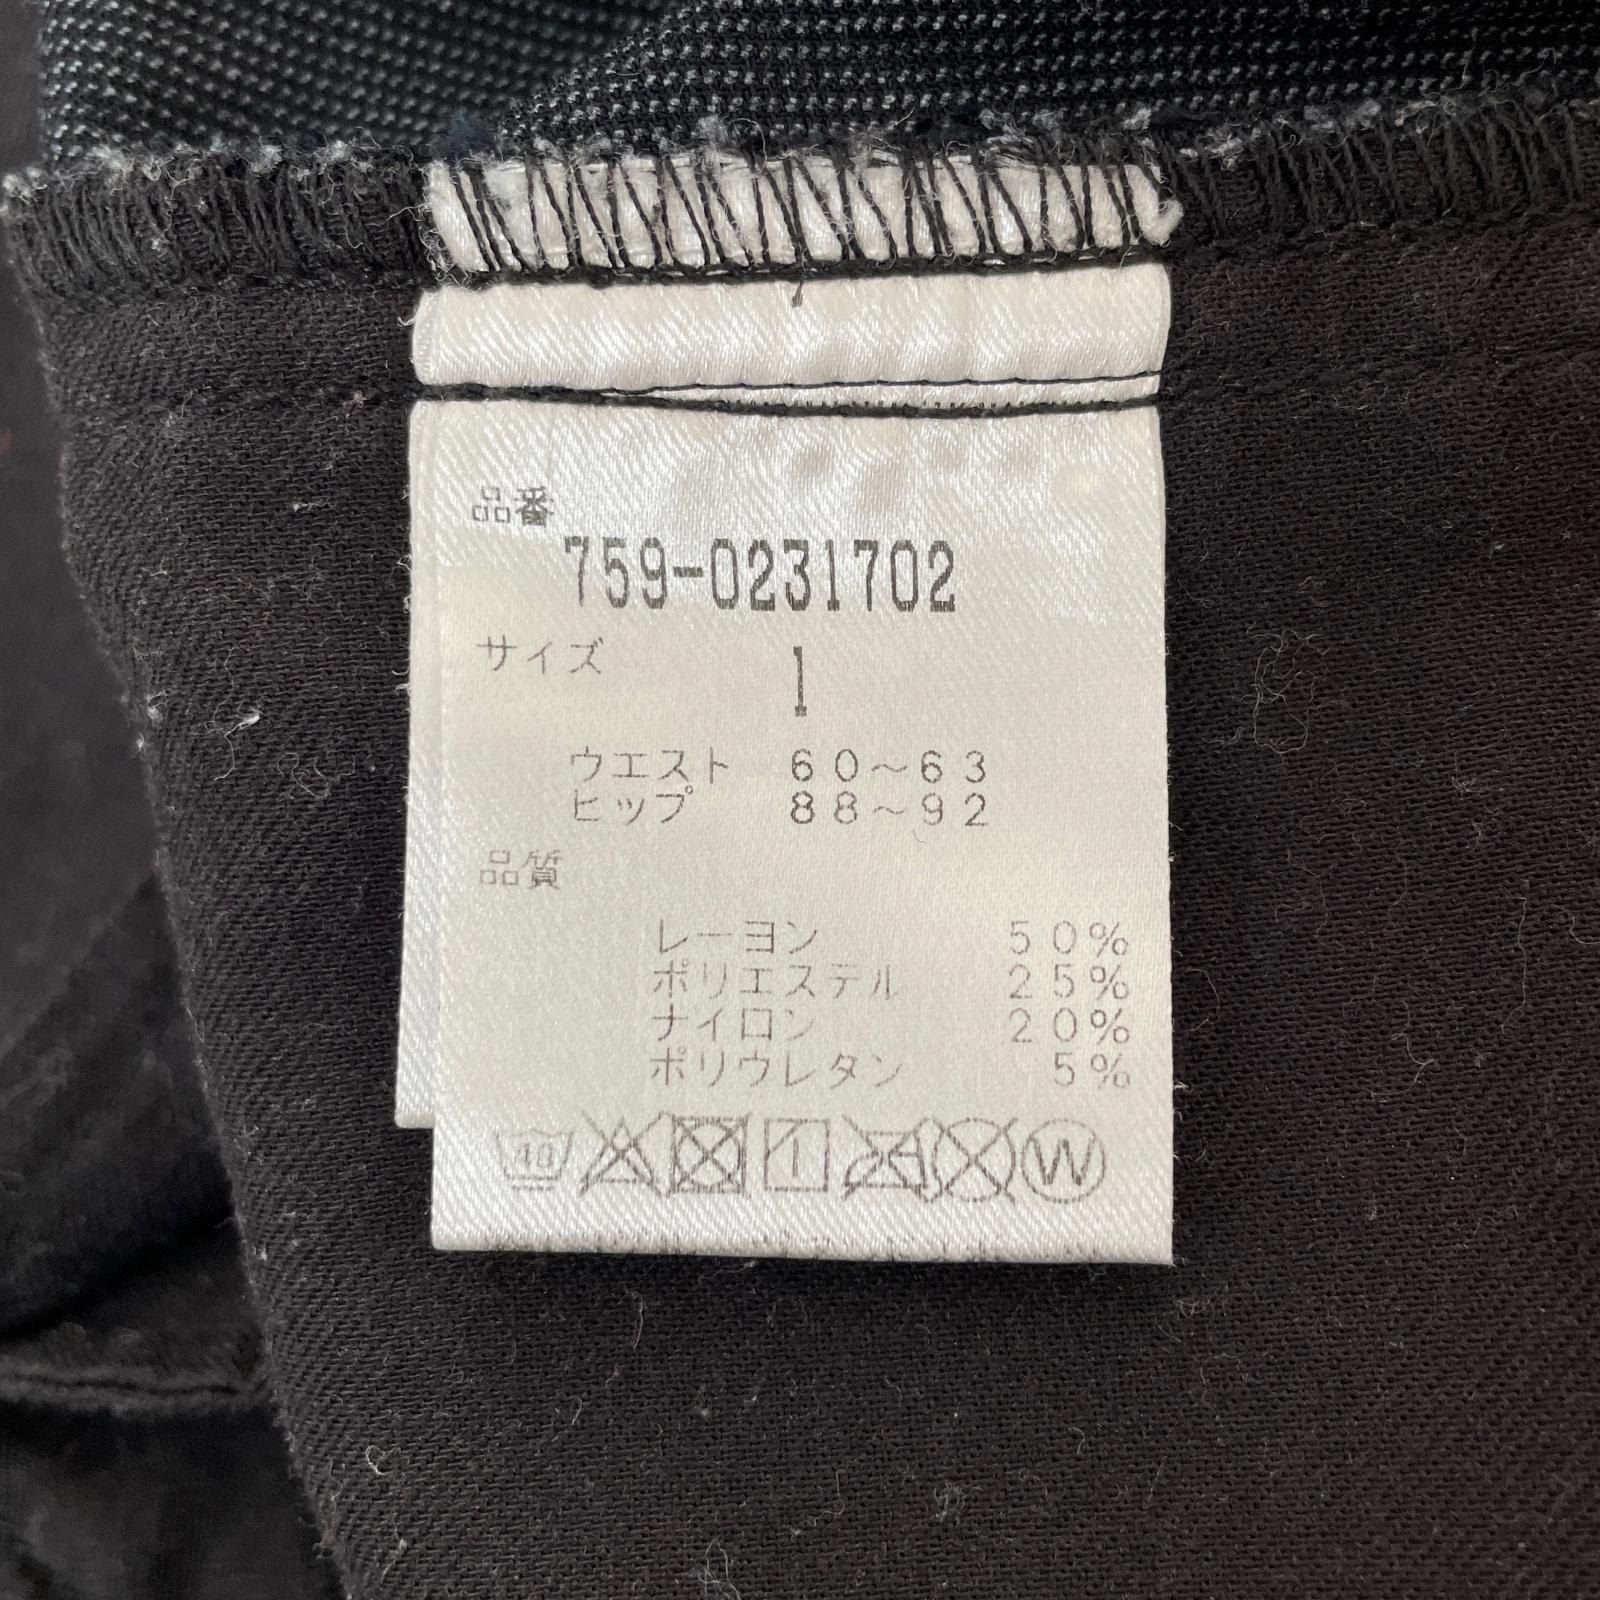 品番
759-0231702
サイズ 1
ウエスト 60～63
ヒップ 88～92
品質
レーヨン 50%
ポリエステル 25%
ナイロン 20%
ポリウレタン 5%
40 W